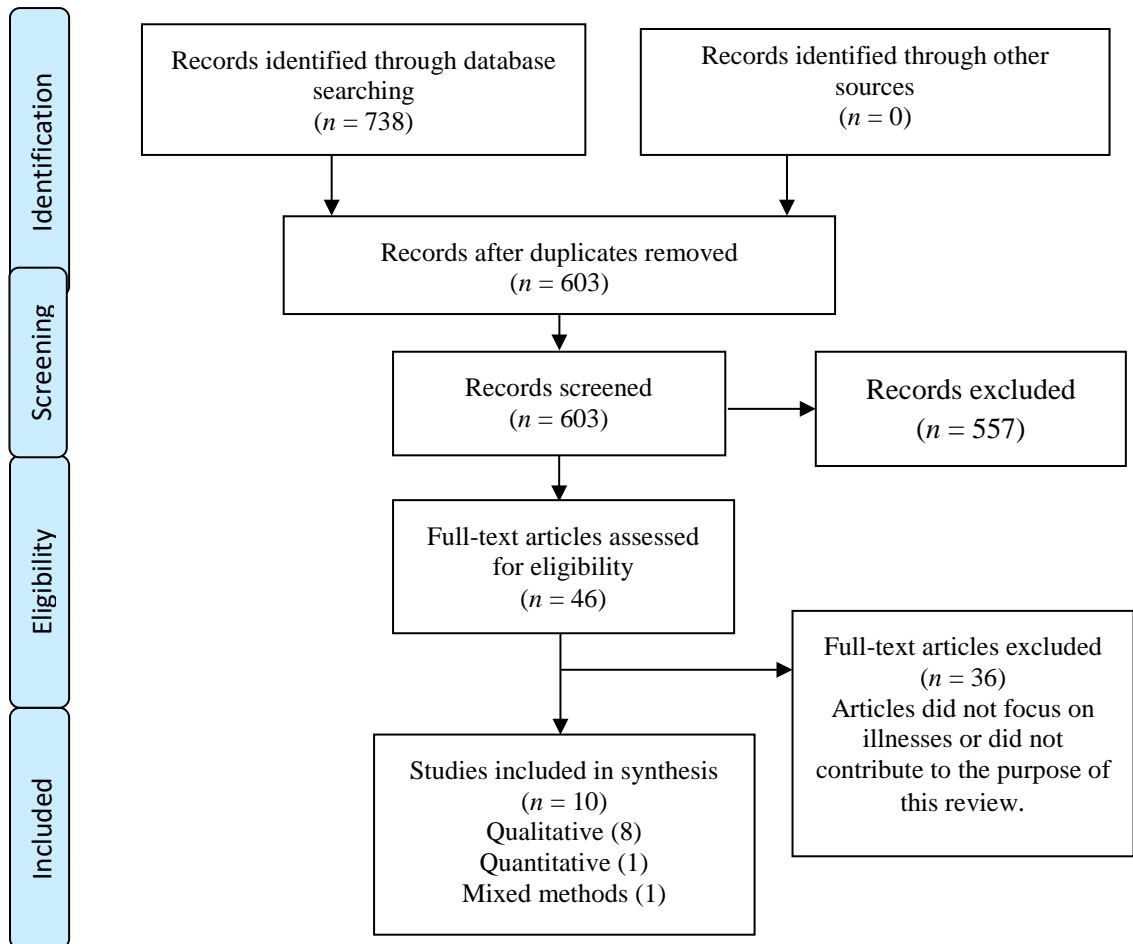 Identification
Records identified through database
searching
(n = 738)
Records identified through other
sources
(n = 0)
Records after duplicates removed
(n = 603)
Screening
Records screened
(n = 603)
Records excluded
(n = 557)
Eligibility
Full-text articles assessed
for eligibility
(n = 46)
Full-text articles excluded
(n = 36)
Articles did not focus on
illnesses or did not
contribute to the purpose of
this review.
Included
Studies included in synthesis
(n = 10)
Qualitative (8)
Quantitative (1)
Mixed methods (1)